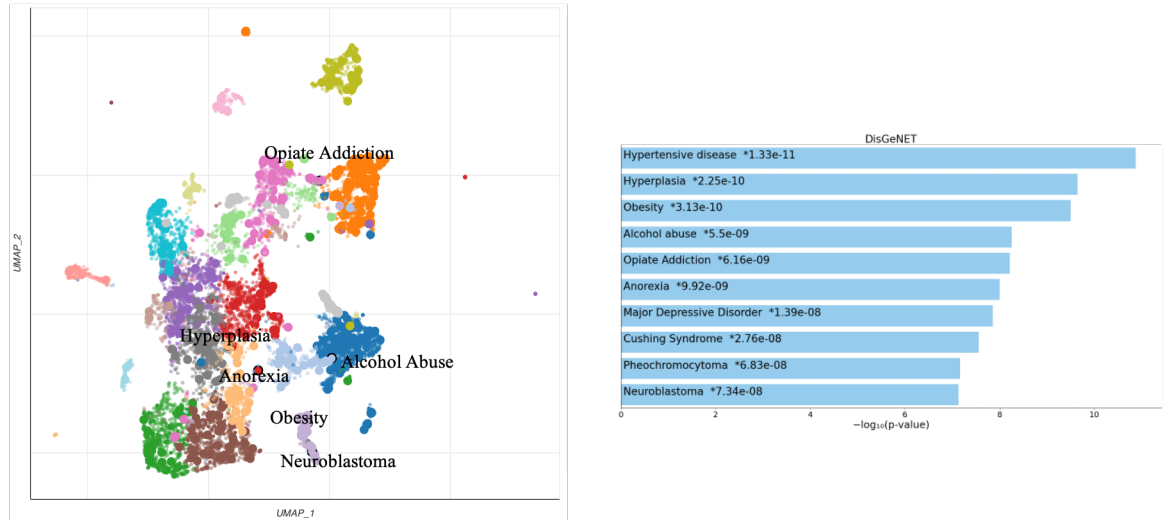 Opiate Addiction
UMAP_2
Hyperplasia
Alcohol Abuse
Anorexia
Obesity
Neuroblastoma
UMAP_1
DisGeNET
Hypertensive disease *1.33e-11
Hyperplasia *2.25e-10
Obesity *3.13e-10
Alcohol abuse *5.5e-09
Opiate Addiction *6.16e-09
Anorexia *9.92e-09
Major Depressive Disorder *1.39e-08
Cushing Syndrome *2.76e-08
Pheochromocytoma *6.83e-08
Neuroblastoma *7.34e-08
0 2 4 6 8 10
−log₁₀(p-value)